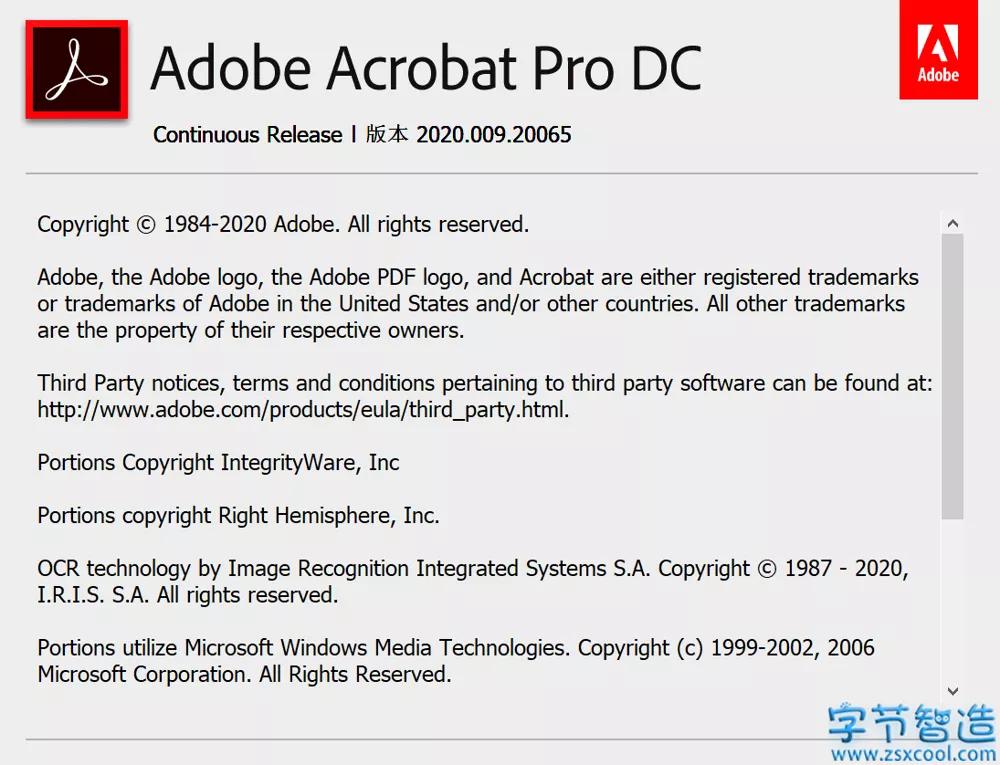 Adobe Acrobat Pro DC
Adobe
Continuous Release | 版本 2020.009.20065
Copyright © 1984-2020 Adobe. All rights reserved.
Adobe, the Adobe logo, the Adobe PDF logo, and Acrobat are either registered trademarks
or trademarks of Adobe in the United States and/or other countries. All other trademarks
are the property of their respective owners.
Third Party notices, terms and conditions pertaining to third party software can be found at:
http://www.adobe.com/products/eula/third_party.html.
Portions Copyright IntegrityWare, Inc
Portions copyright Right Hemisphere, Inc.
OCR technology by Image Recognition Integrated Systems S.A. Copyright © 1987 - 2020,
I.R.I.S. S.A. All rights reserved.
Portions utilize Microsoft Windows Media Technologies. Copyright (c) 1999-2002, 2006
Microsoft Corporation. All Rights Reserved.
字节智造
www.zsxcool.com